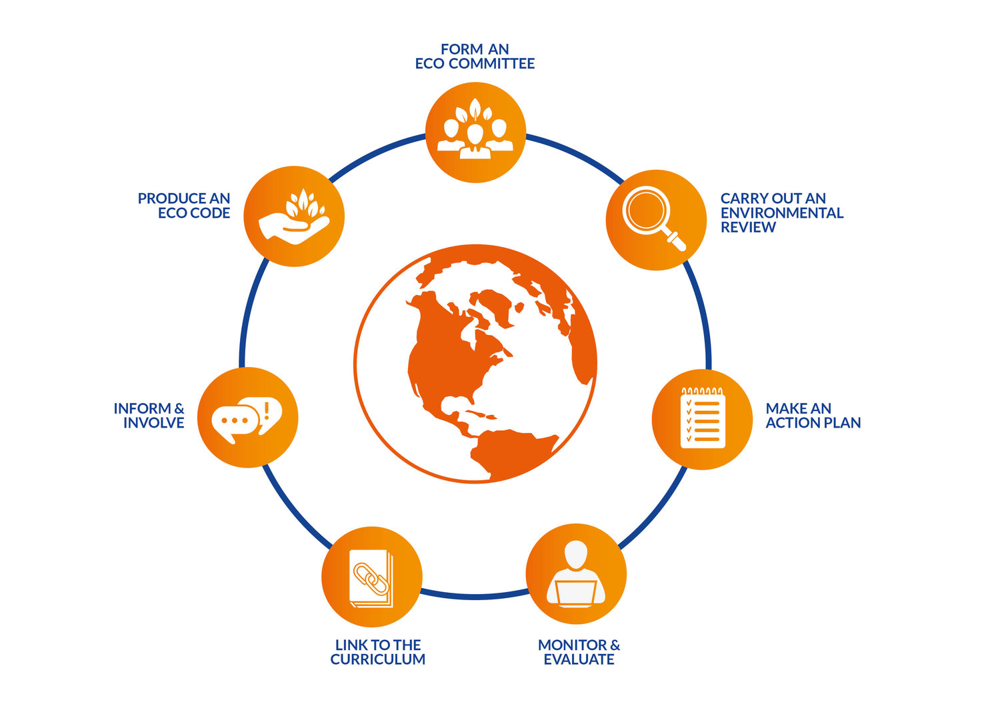 FORM AN
ECO COMMITTEE
CARRY OUT AN
ENVIRONMENTAL
REVIEW
MAKE AN
ACTION PLAN
MONITOR &
EVALUATE
LINK TO THE
CURRICULUM
INFORM &
INVOLVE
PRODUCE AN
ECO CODE